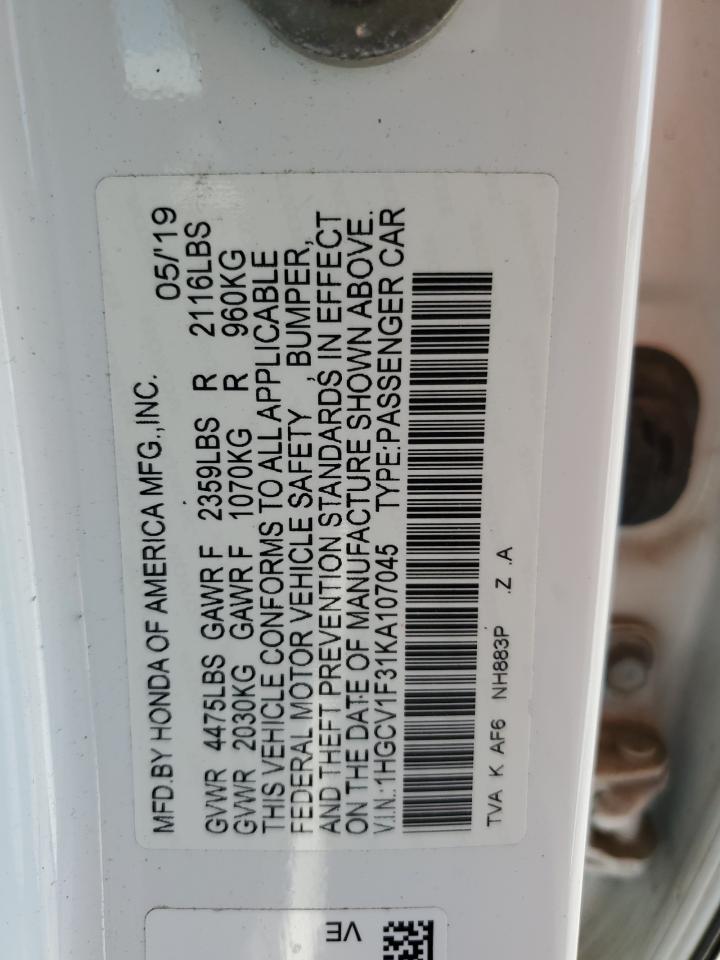 MFD.BY HONDA OF AMERICA MFG.,INC. 05/'19
GVWR 4475LBS GAWR F 2359LBS R 2116LBS
GVWR 2030KG GAWR F 1070KG R 960KG
THIS VEHICLE CONFORMS TO ALL APPLICABLE
FEDERAL MOTOR VEHICLE SAFETY , BUMPER,
AND THEFT PREVENTION STANDARDS IN EFFECT
ON THE DATE OF MANUFACTURE SHOWN ABOVE.
V.I.N.:1HGCV1F31KA107045 TYPE:PASSENGER CAR
TVA K AF6 NH883P .Z .A
VE